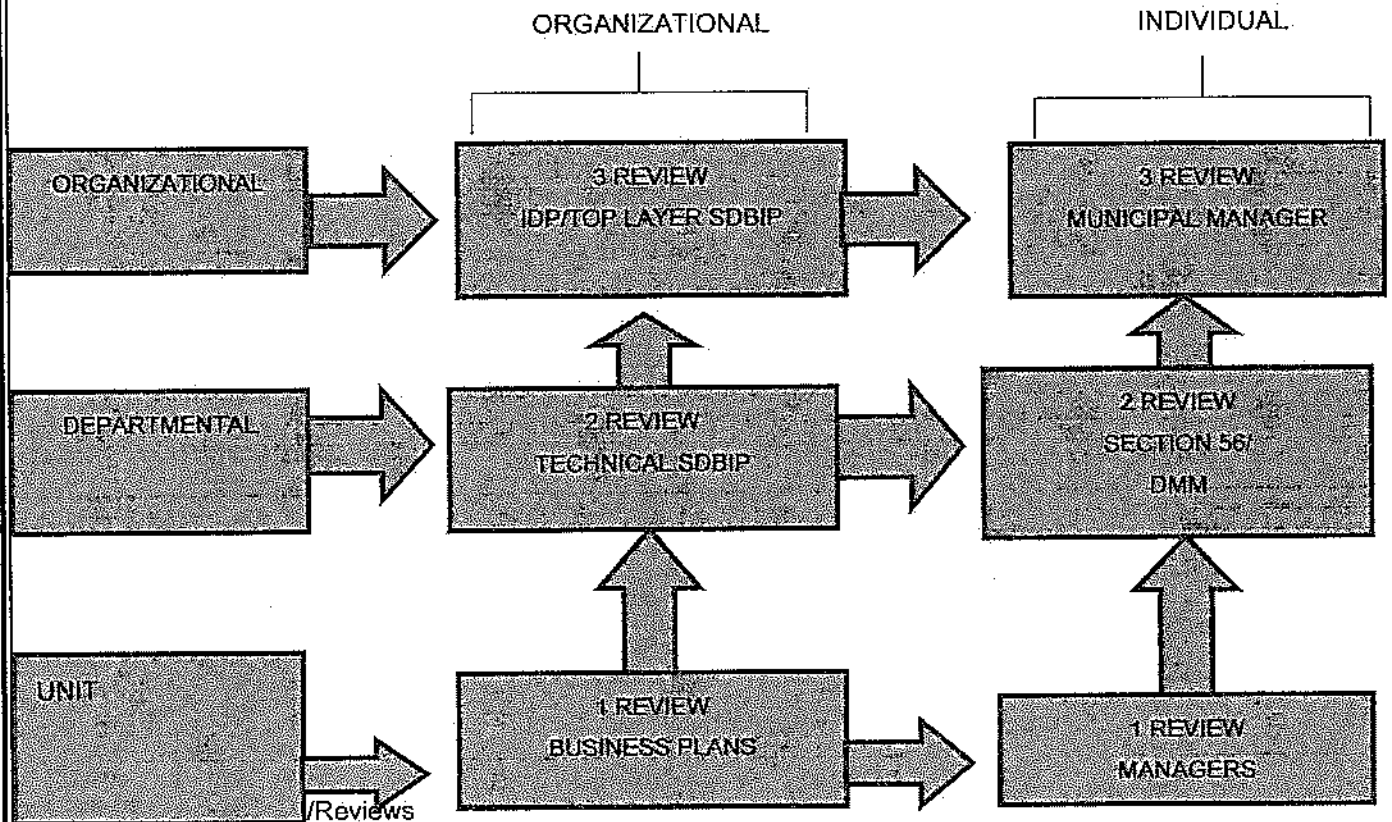 ORGANIZATIONAL
INDIVIDUAL
ORGANIZATIONAL
3 REVIEW
IDP/TOP LAYER SDBIP
3 REVIEW
MUNICIPAL MANAGER
DEPARTMENTAL
2 REVIEW
TECHNICAL SDBIP
2 REVIEW
SECTION 56/
DMM
UNIT
1 REVIEW
BUSINESS PLANS
1 REVIEW
MANAGERS
/Reviews